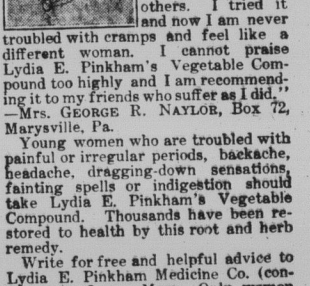 others. I tried it
and now I am never
troubled with cramps and feel like a
different woman. I cannot praise
Lydia E. Pinkham's Vegetable Com-
pound too highly and I am recommend-
ing it to my friends who suffer as I did."
—Mrs. GEORGE R. NAYLOR, Box 72,
Marysville, Pa.
Young women who are troubled with
painful or irregular periods, backache,
headache, dragging-down sensations,
fainting spells or indigestion should
take Lydia E. Pinkham's Vegetable
Compound. Thousands have been re-
stored to health by this root and herb
remedy.
Write for free and helpful advice to
Lydia E. Pinkham Medicine Co. (con-